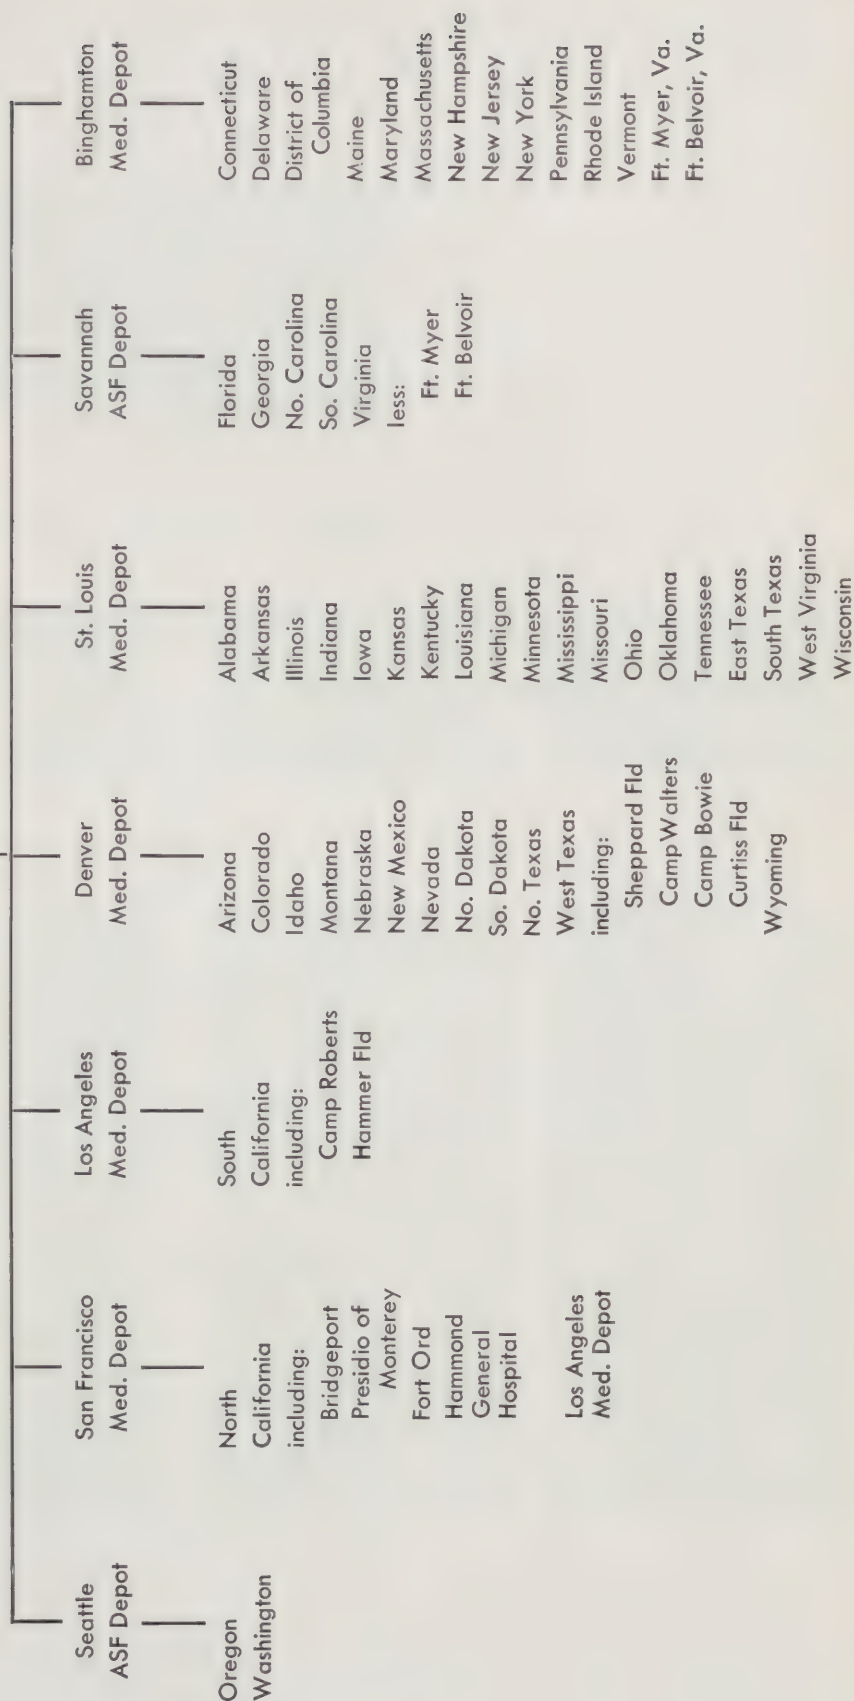 Seattle
ASF Depot
Oregon
Washington
San Francisco
Med. Depot
North
California
including:
Bridgeport
Presidio of
Monterey
Fort Ord
Hammond
General
Hospital
Los Angeles
Med. Depot
Los Angeles
Med. Depot
South
California
including:
Camp Roberts
Hammer Fld
Denver
Med. Depot
Arizona
Colorado
Idaho
Montana
Nebraska
New Mexico
Nevada
No. Dakota
So. Dakota
No. Texas
West Texas
including:
Sheppard Fld
Camp Walters
Camp Bowie
Curtiss Fld
Wyoming
St. Louis
Med. Depot
Alabama
Arkansas
Illinois
Indiana
Iowa
Kansas
Kentucky
Louisiana
Michigan
Minnesota
Mississippi
Missouri
Ohio
Oklahoma
Tennessee
East Texas
South Texas
West Virginia
Wisconsin
Savannah
ASF Depot
Florida
Georgia
No. Carolina
So. Carolina
Virginia
less:
Ft. Myer
Ft. Belvoir
Binghamton
Med. Depot
Connecticut
Delaware
District of
Columbia
Maine
Maryland
Massachusetts
New Hampshire
New Jersey
New York
Pennsylvania
Rhode Island
Vermont
Ft. Myer, Va.
Ft. Belvoir, Va.